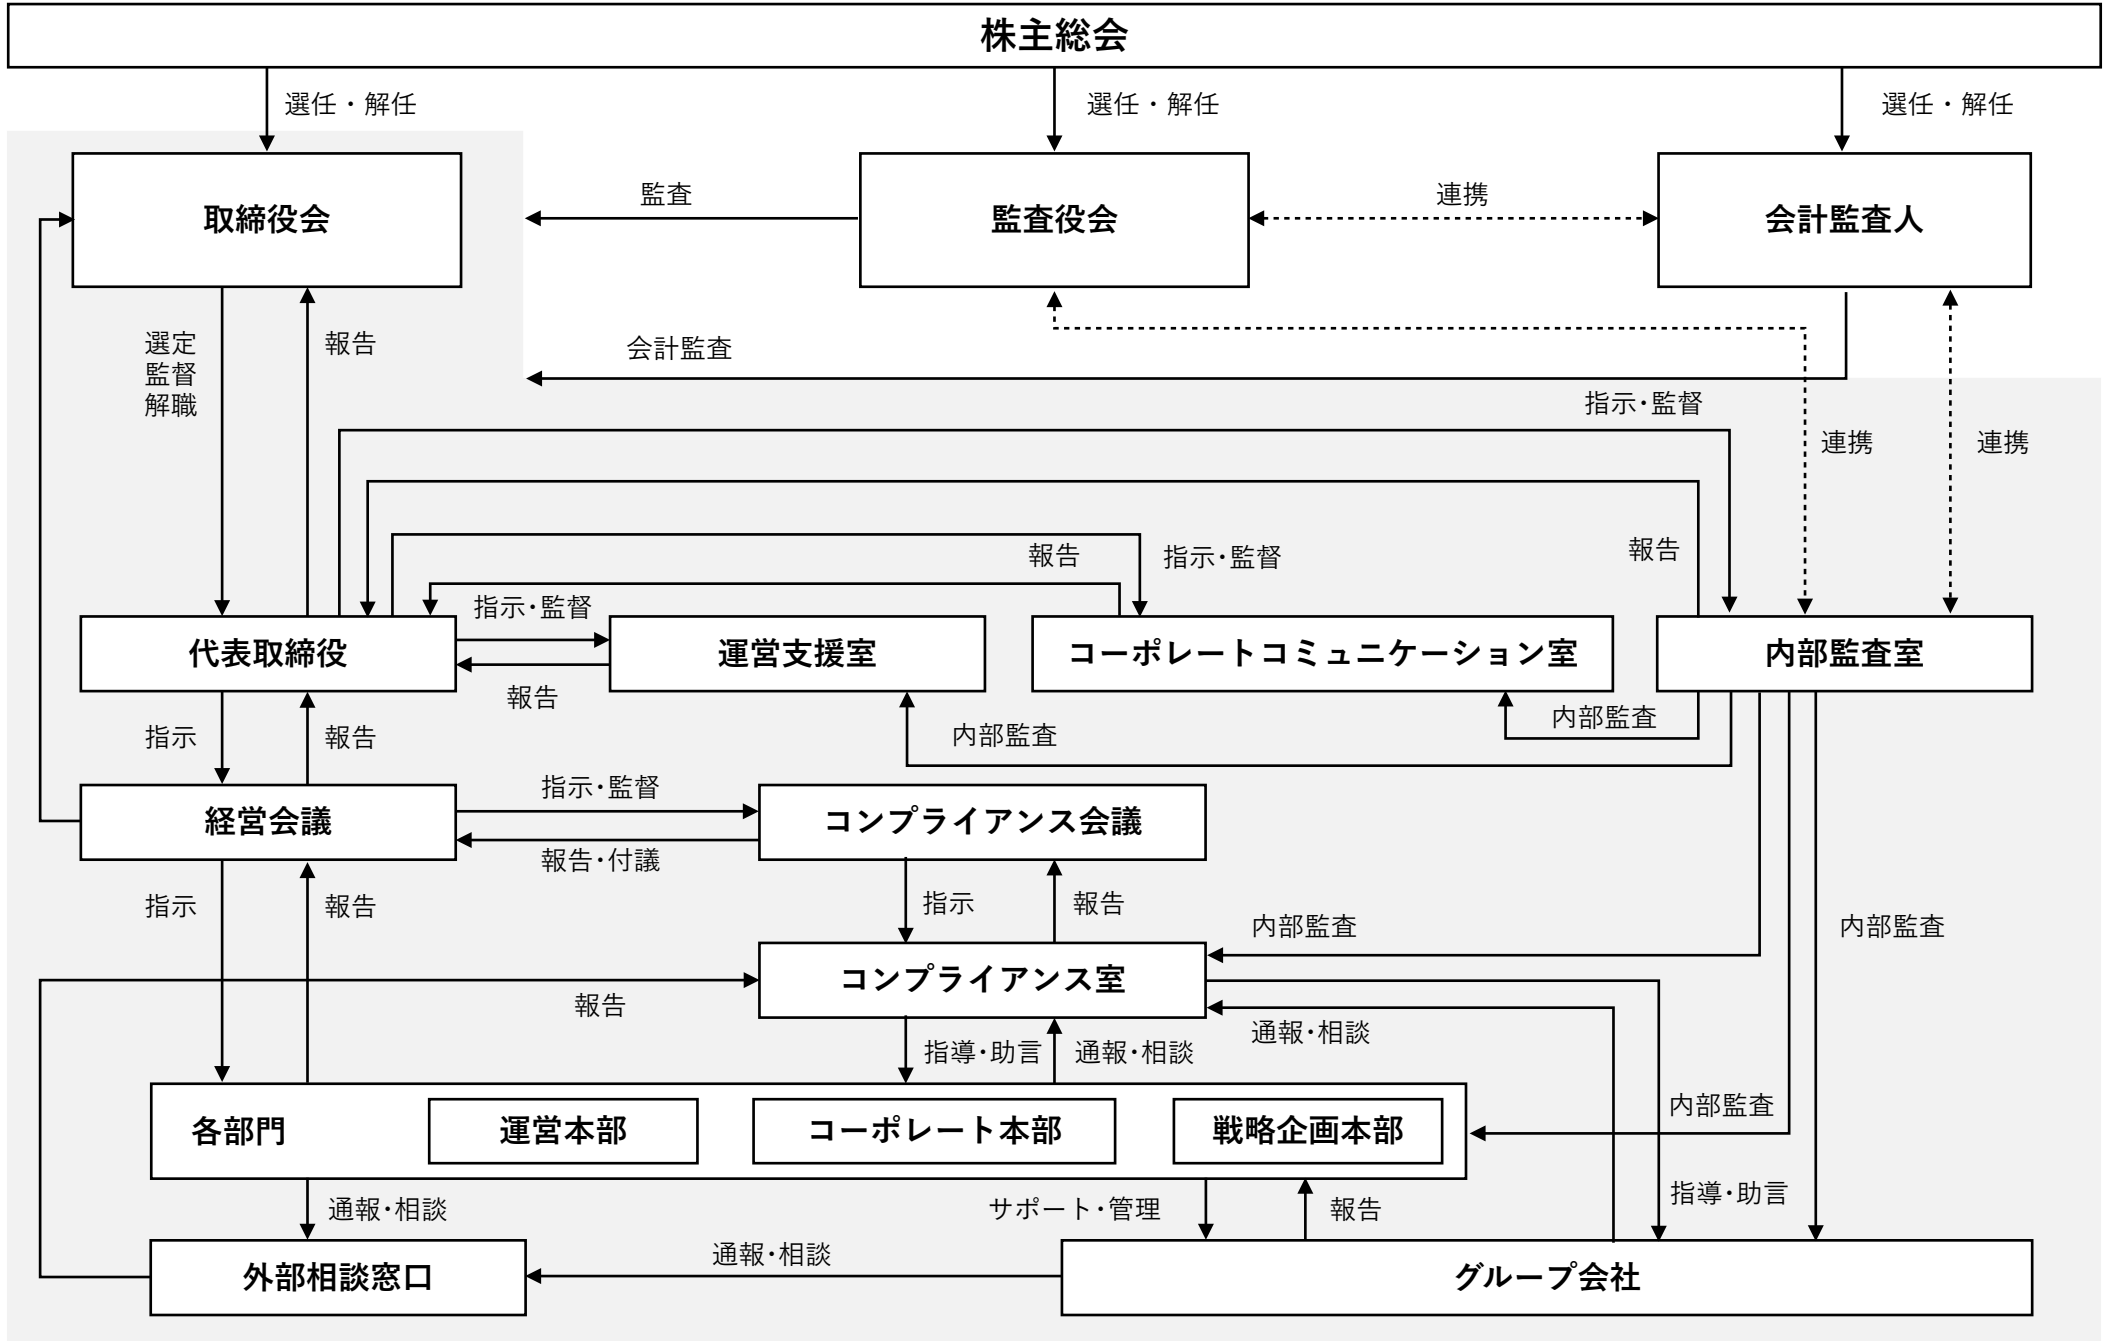 株主総会
選任・解任
選任・解任
選任・解任
取締役会
監査
監査役会
連携
会計監査人
選定
監督
解職
報告
会計監査
指示・監督
連携
連携
報告
指示・監督
報告
指示・監督
代表取締役
運営支援室
コーポレートコミュニケーション室
内部監査室
報告
内部監査
内部監査
指示
報告
指示・監督
経営会議
コンプライアンス会議
報告・付議
指示
報告
指示
報告
内部監査
内部監査
コンプライアンス室
報告
通報・相談
指導・助言
通報・相談
内部監査
各部門
運営本部
コーポレート本部
戦略企画本部
指導・助言
通報・相談
サポート・管理
報告
通報・相談
外部相談窓口
グループ会社